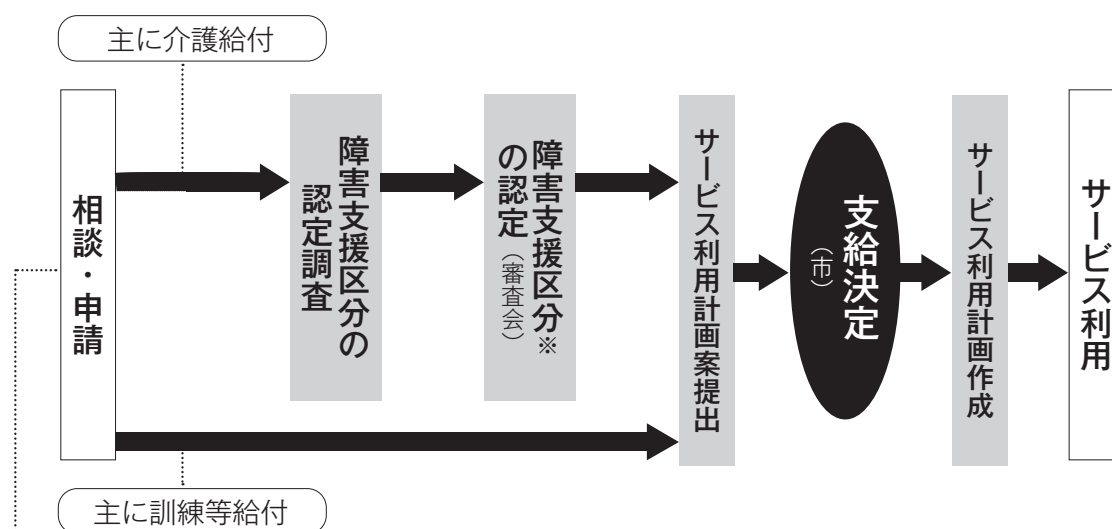 主に介護給付
相談・申請
障害支援区分の
認定調査
障害支援区分※
の認定（審査会）
サービス利用計画案提出
支給決定
（市）
サービス利用計画作成
サービス利用
主に訓練等給付